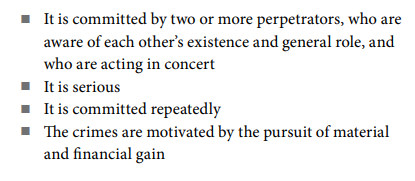 ■ It is committed by two or more perpetrators, who are
aware of each other's existence and general role, and
who are acting in concert
■ It is serious
■ It is committed repeatedly
■ The crimes are motivated by the pursuit of material
and financial gain